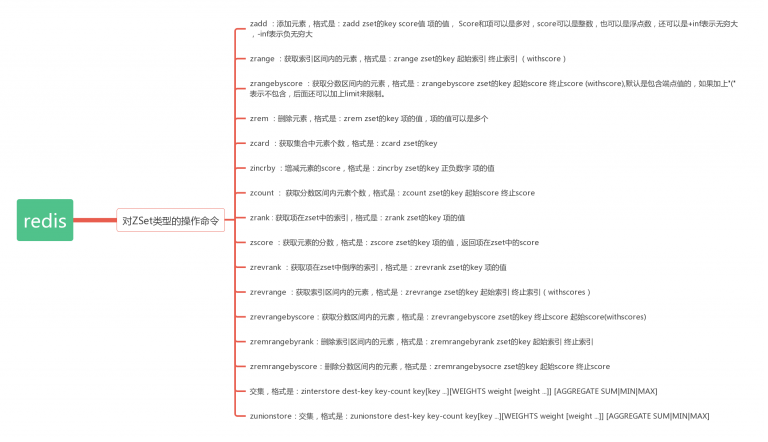 redis
对ZSet类型的操作命令
zadd ：添加元素，格式是：zadd zset的key score值 项的值， Score和项可以是多对，score可以是整数，也可以是浮点数，还可以是+inf表示无穷大
，-inf表示负无穷大
zrange ：获取索引区间内的元素，格式是：zrange zset的key 起始索引 终止索引 （ withscore ）
zrangebyscore ：获取分数区间内的元素，格式是：zrangebyscore zset的key 起始score 终止score (withscore),默认是包含端点值的，如果加上"("
表示不包含，后面还可以加上limit来限制。
zrem ：删除元素，格式是：zrem zset的key 项的值，项的值可以是多个
zcard ：获取集合中元素个数，格式是：zcard zset的key
zincrby ：增减元素的score，格式是：zincrby zset的key 正负数字 项的值
zcount ： 获取分数区间内元素个数，格式是：zcount zset的key 起始score 终止score
zrank : 获取项在zset中的索引，格式是：zrank zset的key 项的值
zscore ：获取元素的分数，格式是：zscore zset的key 项的值，返回项在zset中的score
zrevrank ：获取项在zset中倒序的索引，格式是：zrevrank zset的key 项的值
zrevrange ：获取索引区间内的元素，格式是：zrevrange zset的key 起始索引 终止索引（ withscores ）
zrevrangebyscore：获取分数区间内的元素，格式是：zrevrangebyscore zset的key 终止score 起始score(withscores)
zremrangebyrank：删除索引区间内的元素，格式是：zremrangebyrank zset的key 起始索引 终止索引
zremrangebyscore：删除分数区间内的元素，格式是：zremrangebysocre zset的key 起始score 终止score
交集，格式是：zinterstore dest-key key-count key[key ...][WEIGHTS weight [weight ...]] [AGGREGATE SUM|MIN|MAX]
zunionstore：交集，格式是：zunionstore dest-key key-count key[key ...][WEIGHTS weight [weight ...]] [AGGREGATE SUM|MIN|MAX]